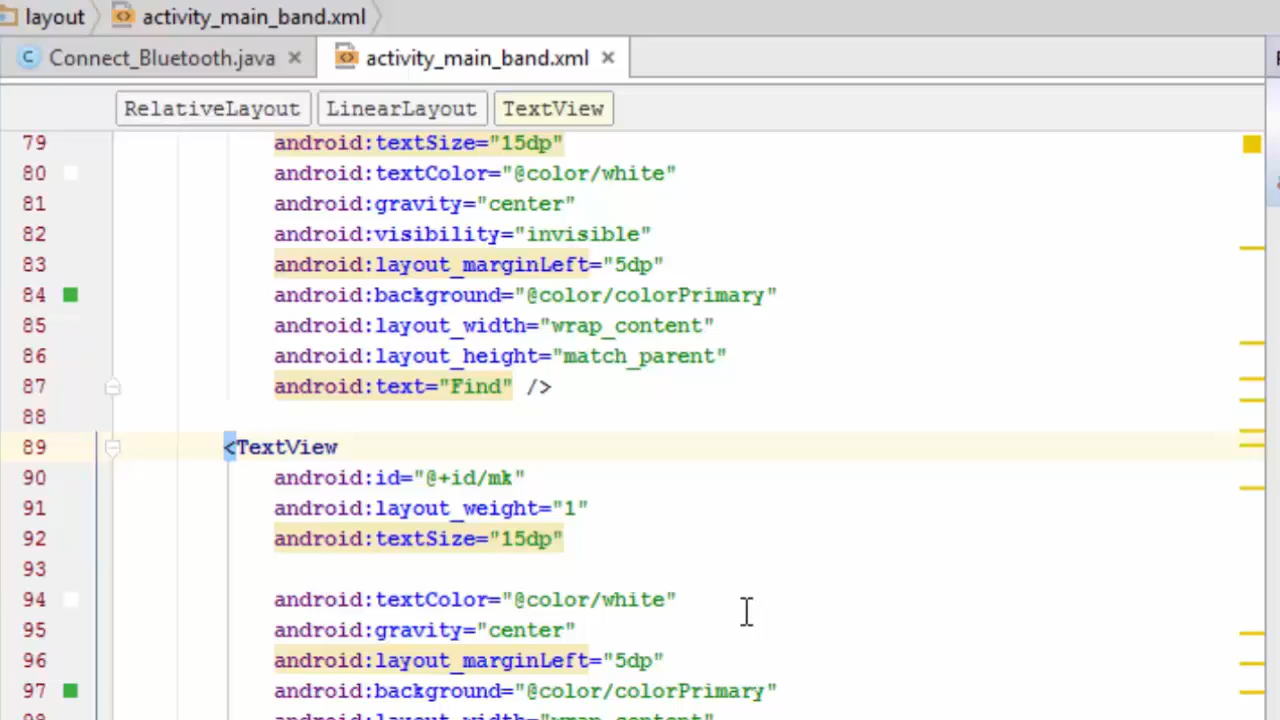 layout activity_main_band.xml
Connect_Bluetooth.java activity_main_band.xml
RelativeLayout LinearLayout TextView
79 android:textSize="15dp"
80 android:textColor="@color/white"
81 android:gravity="center"
82 android:visibility="invisible"
83 android:layout_marginLeft="5dp"
84 android:background="@color/colorPrimary"
85 android:layout_width="wrap_content"
86 android:layout_height="match_parent"
87 android:text="Find" />
88
89 <TextView
90 android:id="@+id/mk"
91 android:layout_weight="1"
92 android:textSize="15dp"
93
94 android:textColor="@color/white"
95 android:gravity="center"
96 android:layout_marginLeft="5dp"
97 android:background="@color/colorPrimary"
98 android:layout_width="wrap_content"